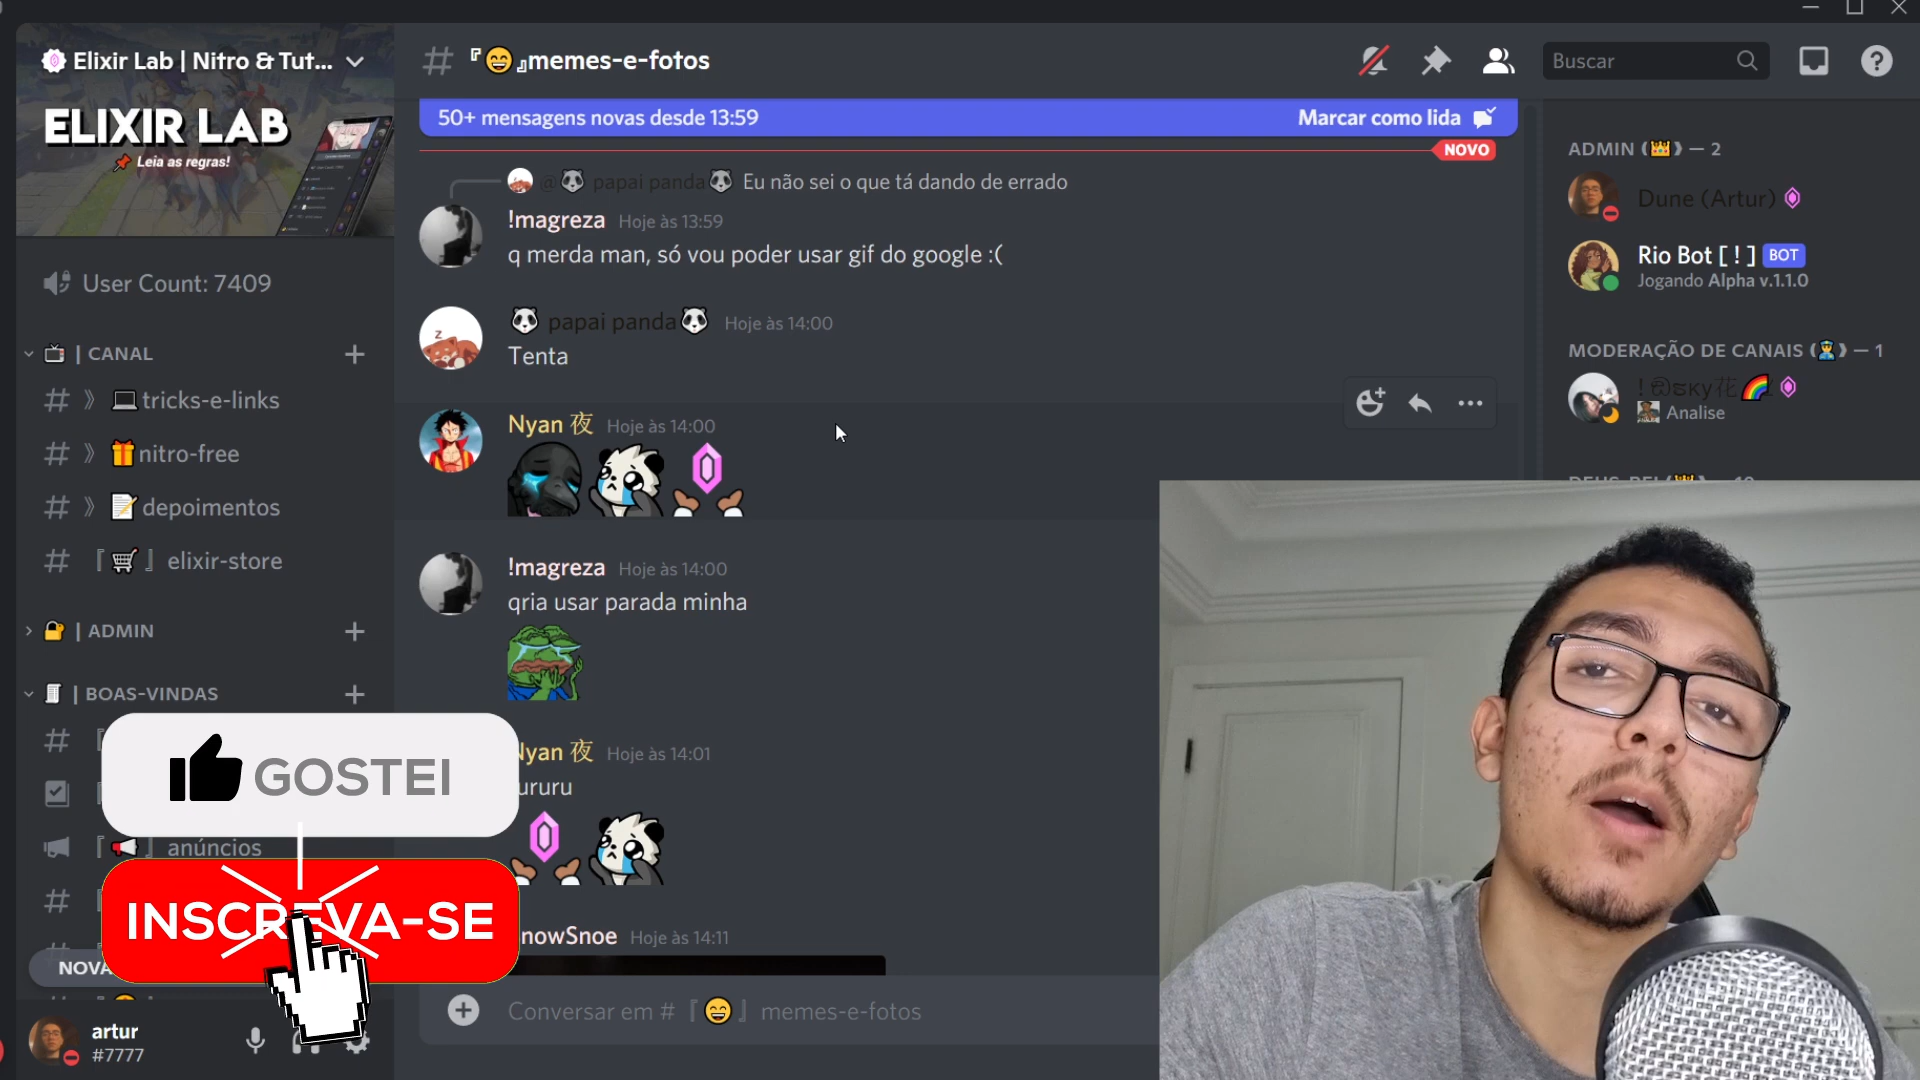 Elixir Lab | Nitro & Tut...
ELIXIR LAB
Leia as regras!
User Count: 7409
| CANAL
tricks-e-links
nitro-free
depoimentos
elixir-store
| ADMIN
| BOAS-VINDAS
GOSTEI
anúncios
INSCREVA-SE
NOVA
artur
#7777
『😄』memes-e-fotos
Buscar
50+ mensagens novas desde 13:59
Marcar como lida
NOVO
@🐼 papai panda🐼 Eu não sei o que tá dando de errado
!magreza Hoje às 13:59
q merda man, só vou poder usar gif do google :(
🐼 papai panda🐼 Hoje às 14:00
Tenta
Nyan 夜 Hoje às 14:00
!magreza Hoje às 14:00
qria usar parada minha
Nyan 夜 Hoje às 14:01
ururu
nowSnoe Hoje às 14:11
Conversar em #『😄』memes-e-fotos
ADMIN (👑) — 2
Dune (Artur)
Rio Bot [ ! ] BOT
Jogando Alpha v.1.1.0
MODERAÇÃO DE CANAIS (👮) — 1
Analise